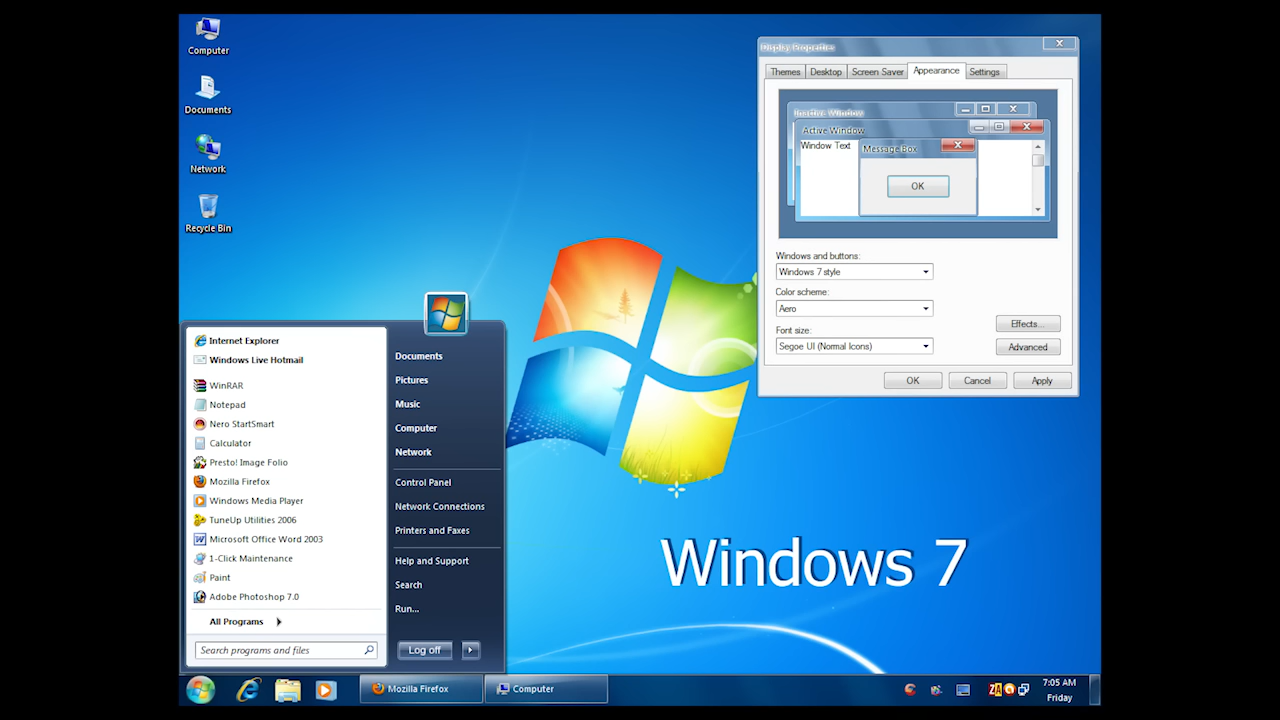 Computer
Documents
Network
Recycle Bin
Display Properties
Themes Desktop Screen Saver Appearance Settings
Inactive Window
Active Window
Window Text
Message Box
OK
Windows and buttons:
Windows 7 style
Color scheme:
Aero
Font size:
Segoe UI (Normal Icons)
Effects...
Advanced
OK Cancel Apply
Internet Explorer
Windows Live Hotmail
WinRAR
Notepad
Nero StartSmart
Calculator
Presto! Image Folio
Mozilla Firefox
Windows Media Player
TuneUp Utilities 2006
Microsoft Office Word 2003
1-Click Maintenance
Paint
Adobe Photoshop 7.0
All Programs
Search programs and files
Documents
Pictures
Music
Computer
Network
Control Panel
Network Connections
Printers and Faxes
Help and Support
Search
Run...
Log off
Windows 7
Mozilla Firefox
Computer
ZA
7:05 AM
Friday